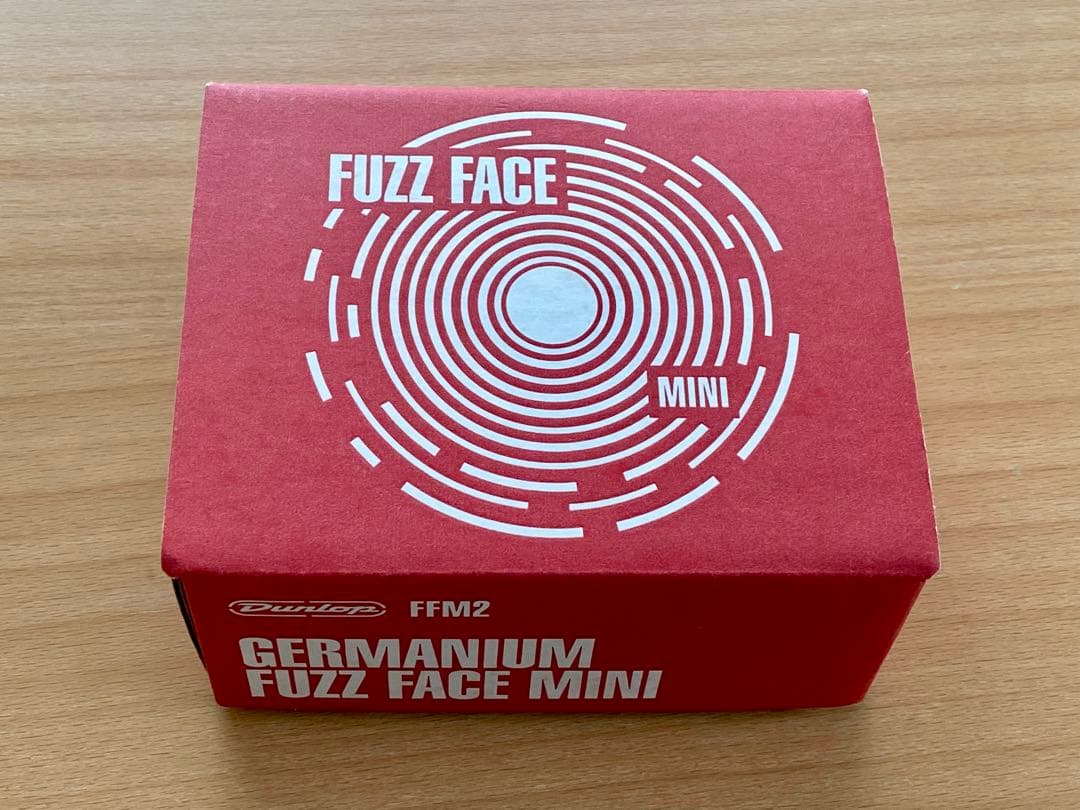 FUZZ FACE
MINI
Dunlop FFM2
GERMANIUM
FUZZ FACE MINI